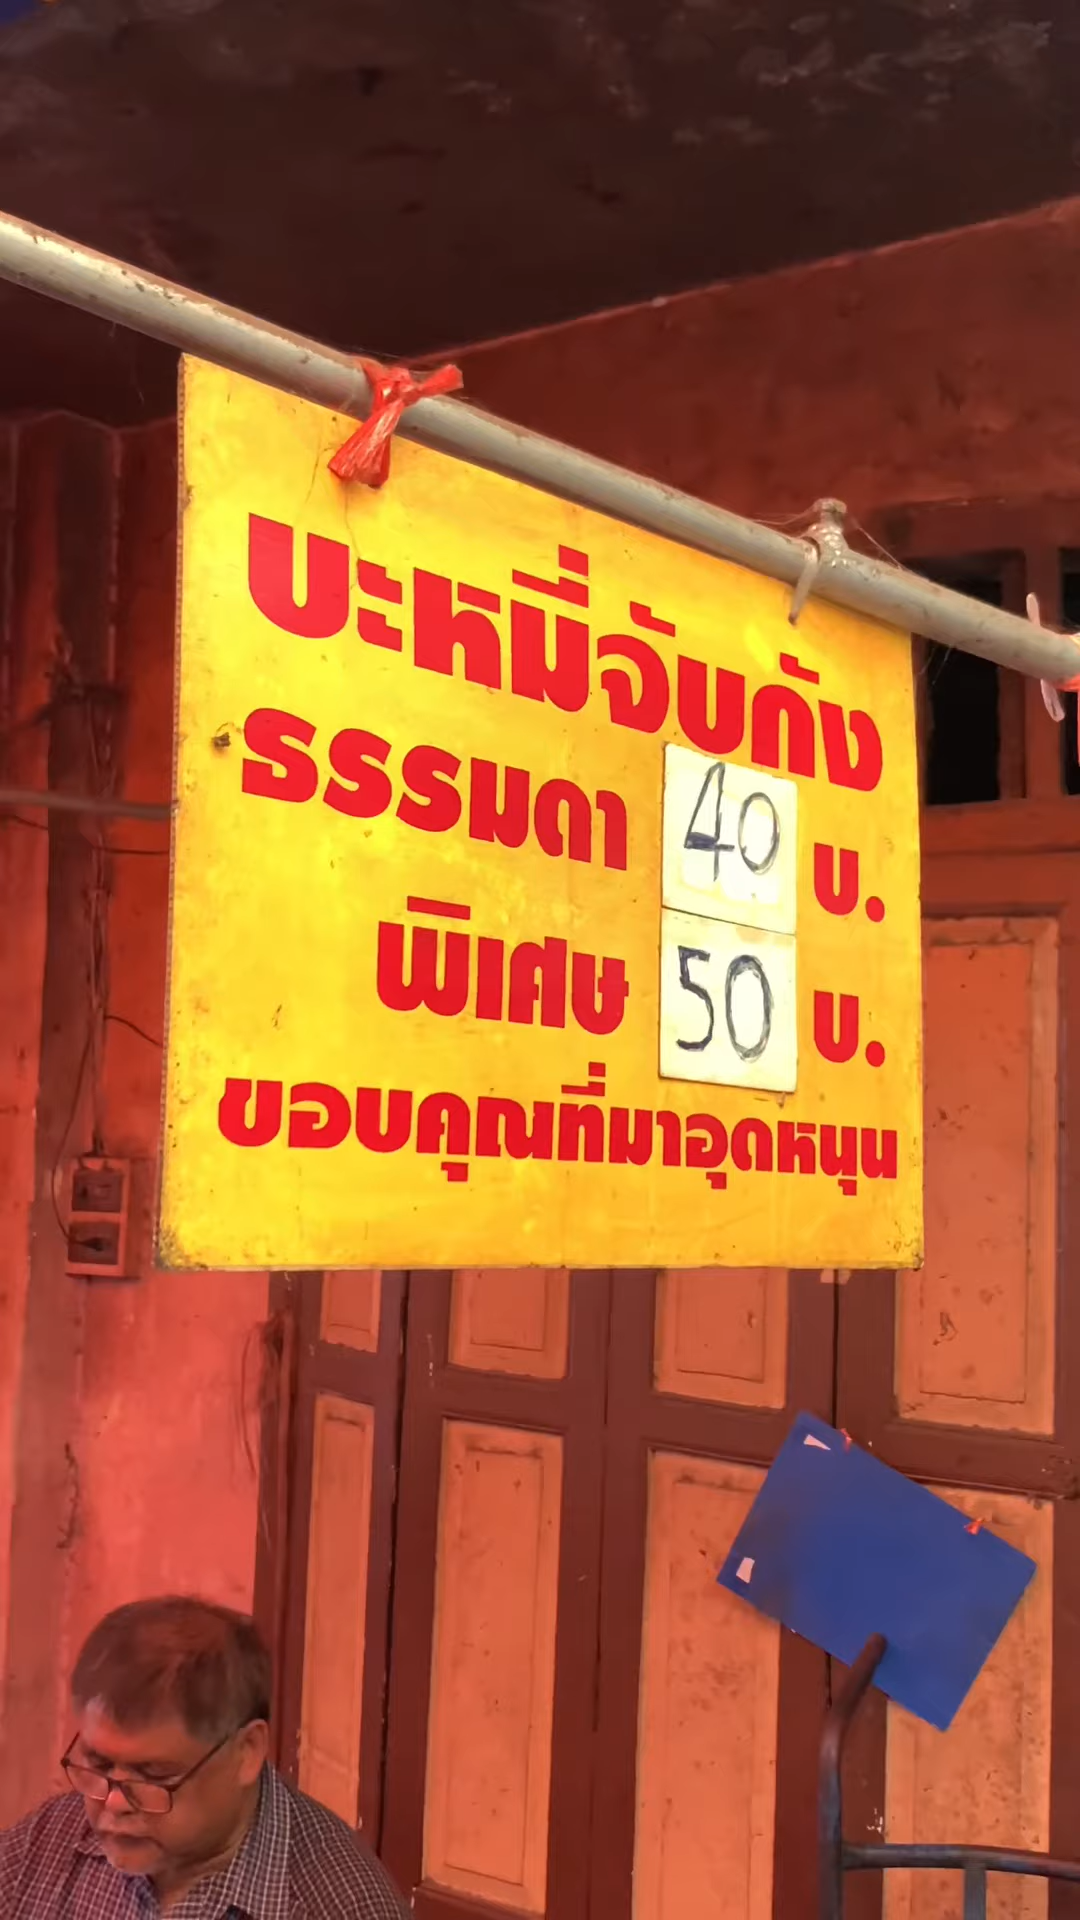 บะหมี่จับกัง
ธรรมดา 40 บ.
พิเศษ 50 บ.
ขอบคุณที่มาอุดหนุน